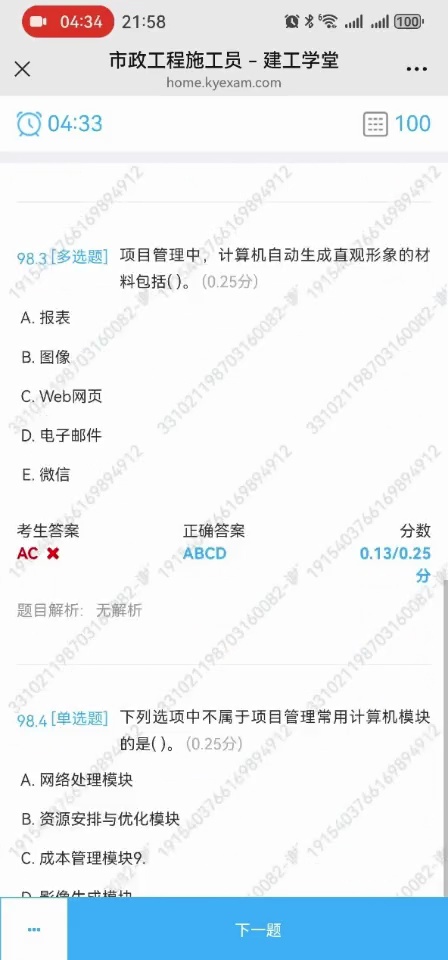 04:34 21:58 6 100
市政工程施工员 - 建工学堂
home.kyexam.com
04:33 100
98.3 [多选题] 项目管理中，计算机自动生成直观形象的材
料包括( )。 (0.25分)
A. 报表
B. 图像
C. Web网页
D. 电子邮件
E. 微信
考生答案 正确答案 分数
AC ✖ ABCD 0.13/0.25
分
题目解析: 无解析
98.4 [单选题] 下列选项中不属于项目管理常用计算机模块
的是( )。 (0.25分)
A. 网络处理模块
B. 资源安排与优化模块
C. 成本管理模块9.
D. 影像生成模块
... 下一题